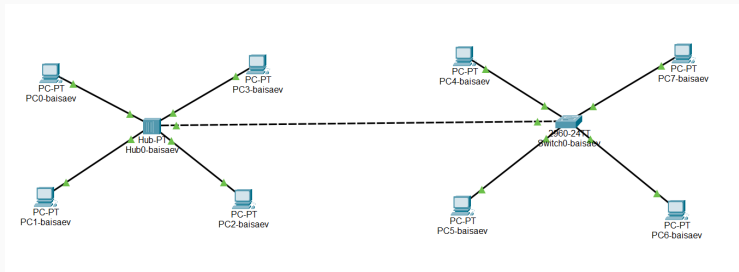 PC-PT
PC0-baisaev
PC-PT
PC3-baisaev
Hub-PT
Hub0-baisaev
PC-PT
PC1-baisaev
PC-PT
PC2-baisaev
PC-PT
PC4-baisaev
PC-PT
PC7-baisaev
2960-24TT
Switch0-baisaev
PC-PT
PC5-baisaev
PC-PT
PC6-baisaev